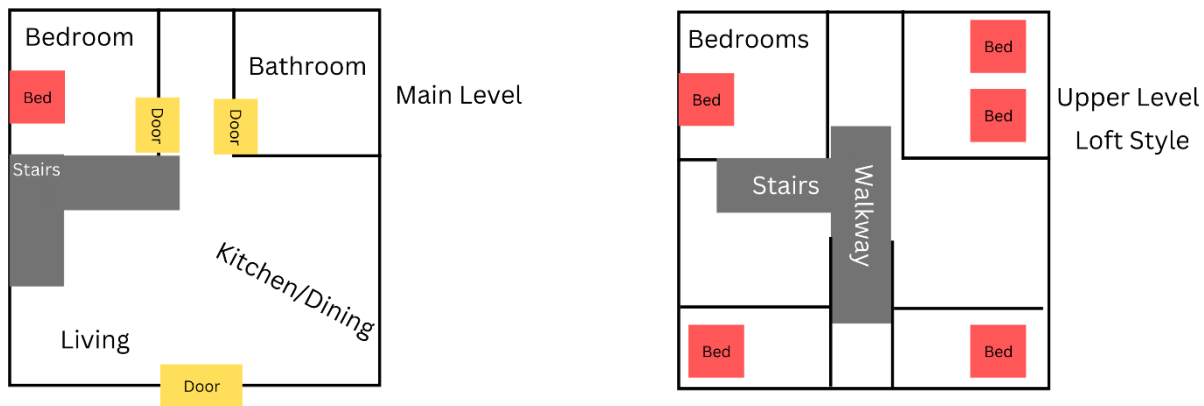 Bedroom
Bathroom
Bed
Door
Door
Main Level
Stairs
Kitchen/Dining
Living
Door
Bedrooms
Bed
Bed
Bed
Upper Level
Loft Style
Stairs
Walkway
Bed
Bed